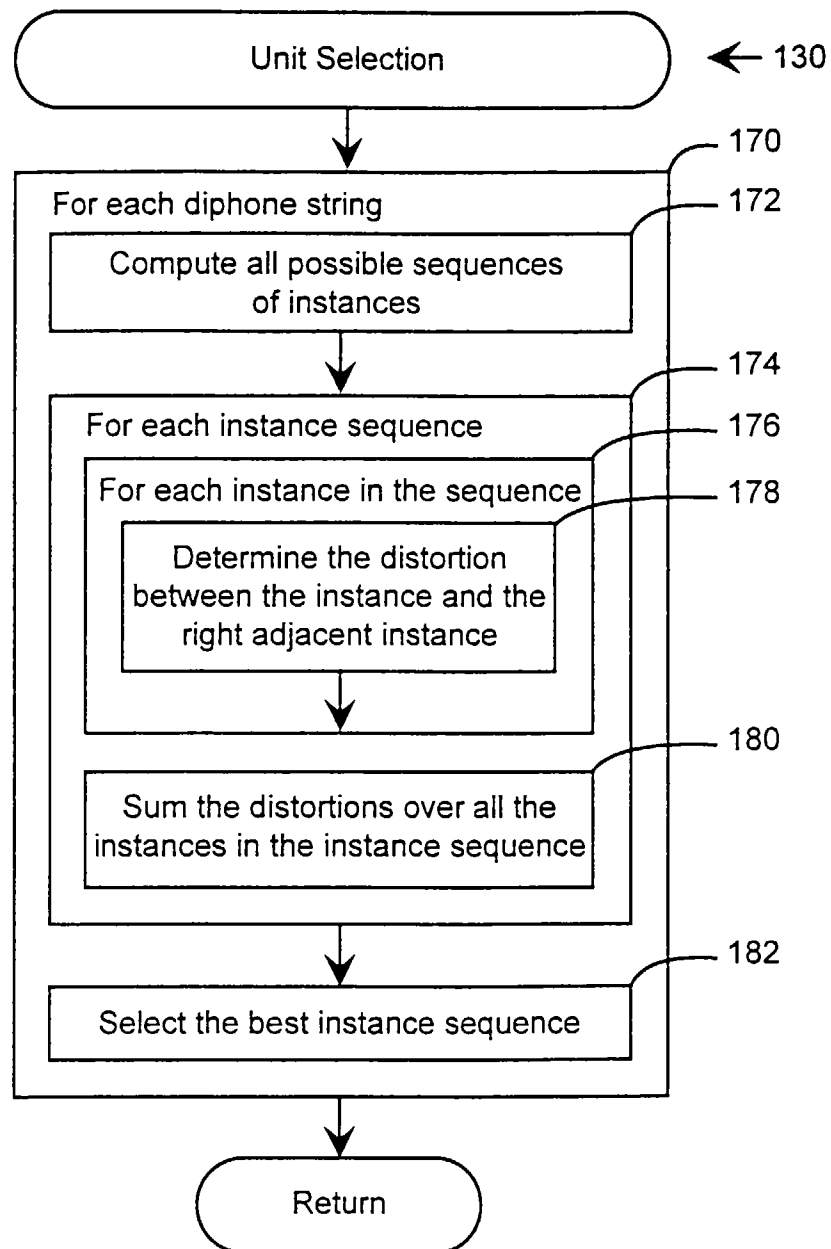 Unit Selection
130
170
For each diphone string
172
Compute all possible sequences
of instances
174
For each instance sequence
176
For each instance in the sequence
178
Determine the distortion
between the instance and the
right adjacent instance
180
Sum the distortions over all the
instances in the instance sequence
182
Select the best instance sequence
Return